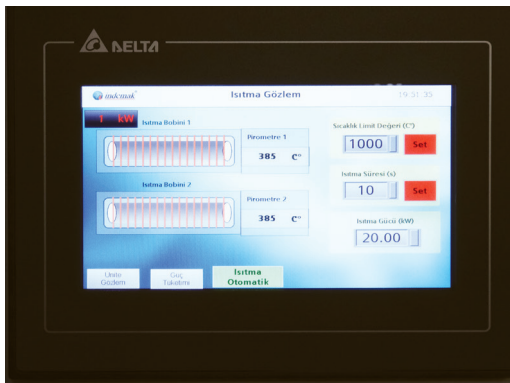 DELTA
indemak
Isıtma Gözlem
19:51:35
1 kW
Isıtma Bobini 1
Pirometre 1
385 C°
Isıtma Bobini 2
Pirometre 2
385 C°
Sıcaklık Limit Değeri (C°)
1000
Set
Isıtma Süresi (s)
10
Set
Isıtma Gücü (kW)
20.00
Ünite
Gözlem
Güç
Tüketimi
Isıtma
Otomatik